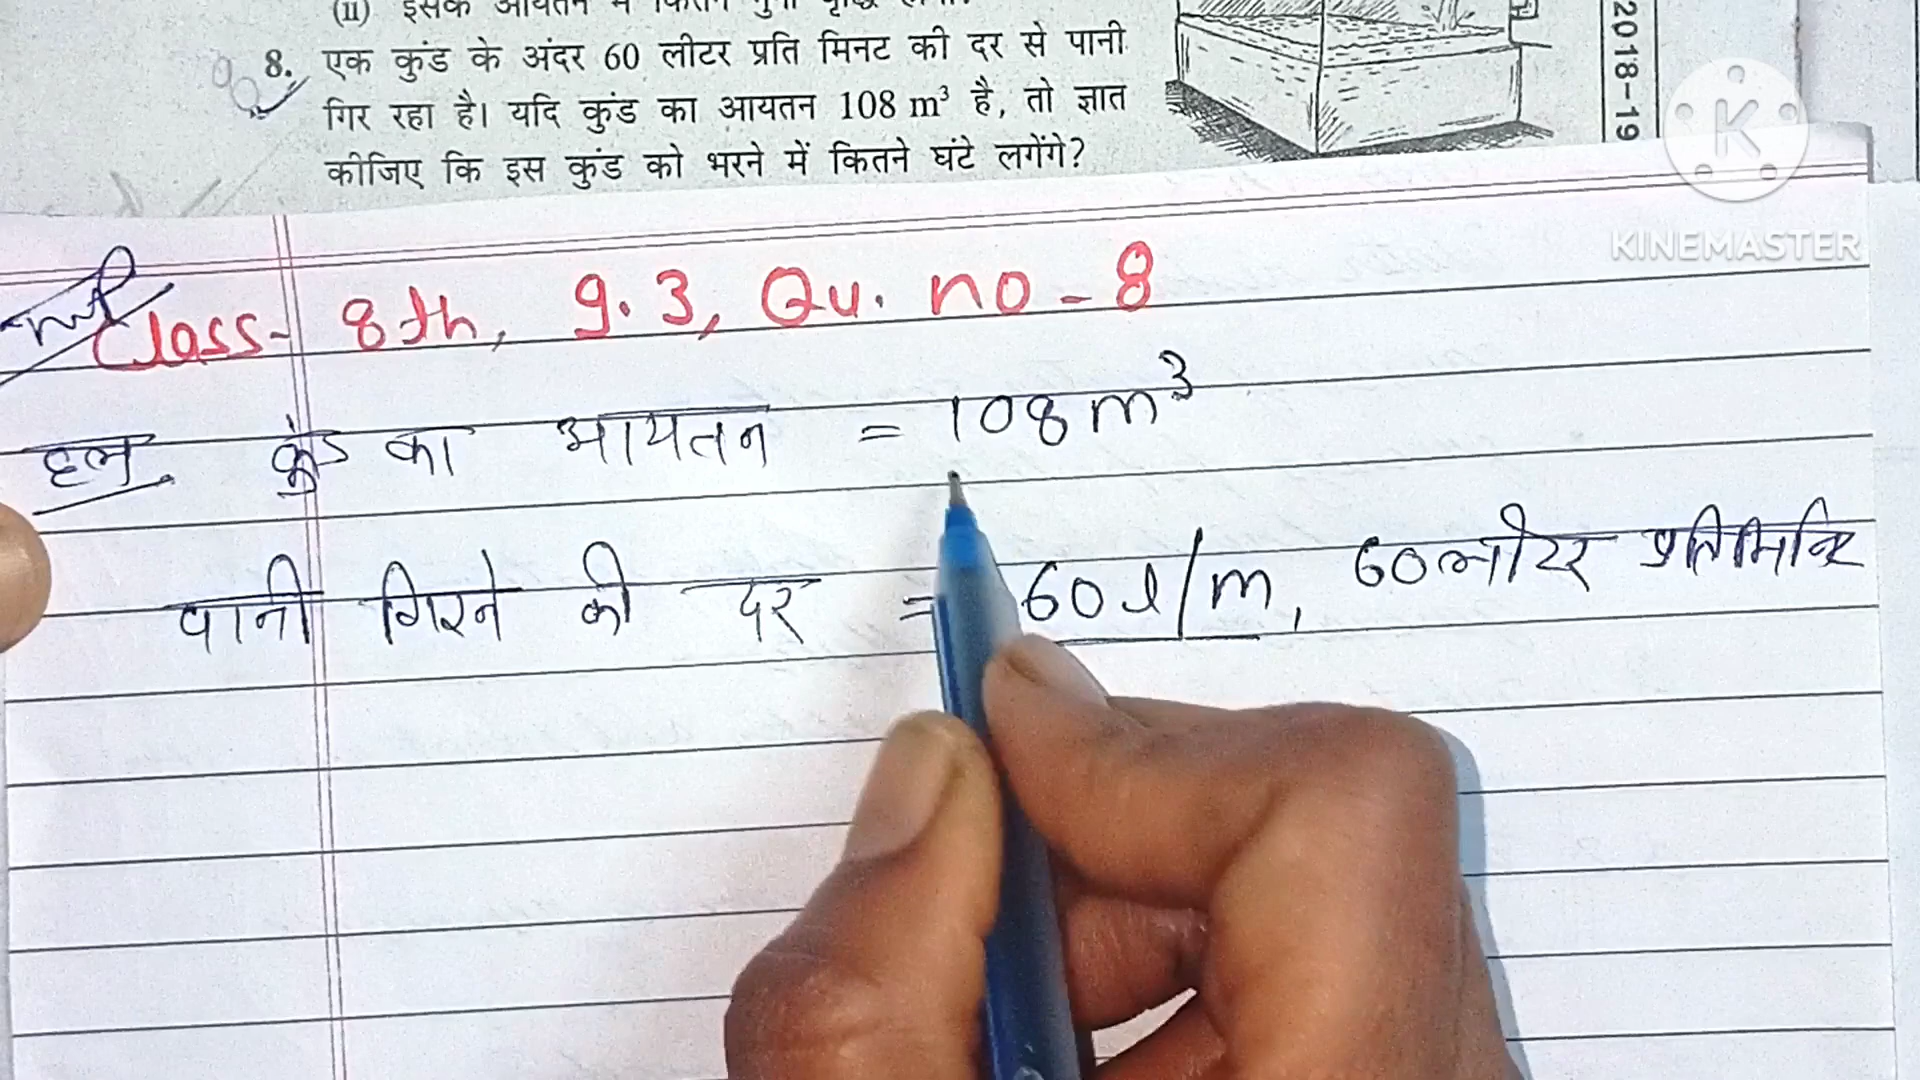 (ii) इसके आयतन में कितने गुना वृद्धि
8. एक कुंड के अंदर 60 लीटर प्रति मिनट की दर से पानी
गिर रहा है। यदि कुंड का आयतन 108 m³ है, तो ज्ञात
कीजिए कि इस कुंड को भरने में कितने घंटे लगेंगे?
2018-19
K
KINEMASTER
Class- 8th, 9.3, Qu. no - 8
हल कुंड का आयतन = 108 m³
पानी गिरने की दर = 60 l/m, 60 लीटर प्रतिमिनट